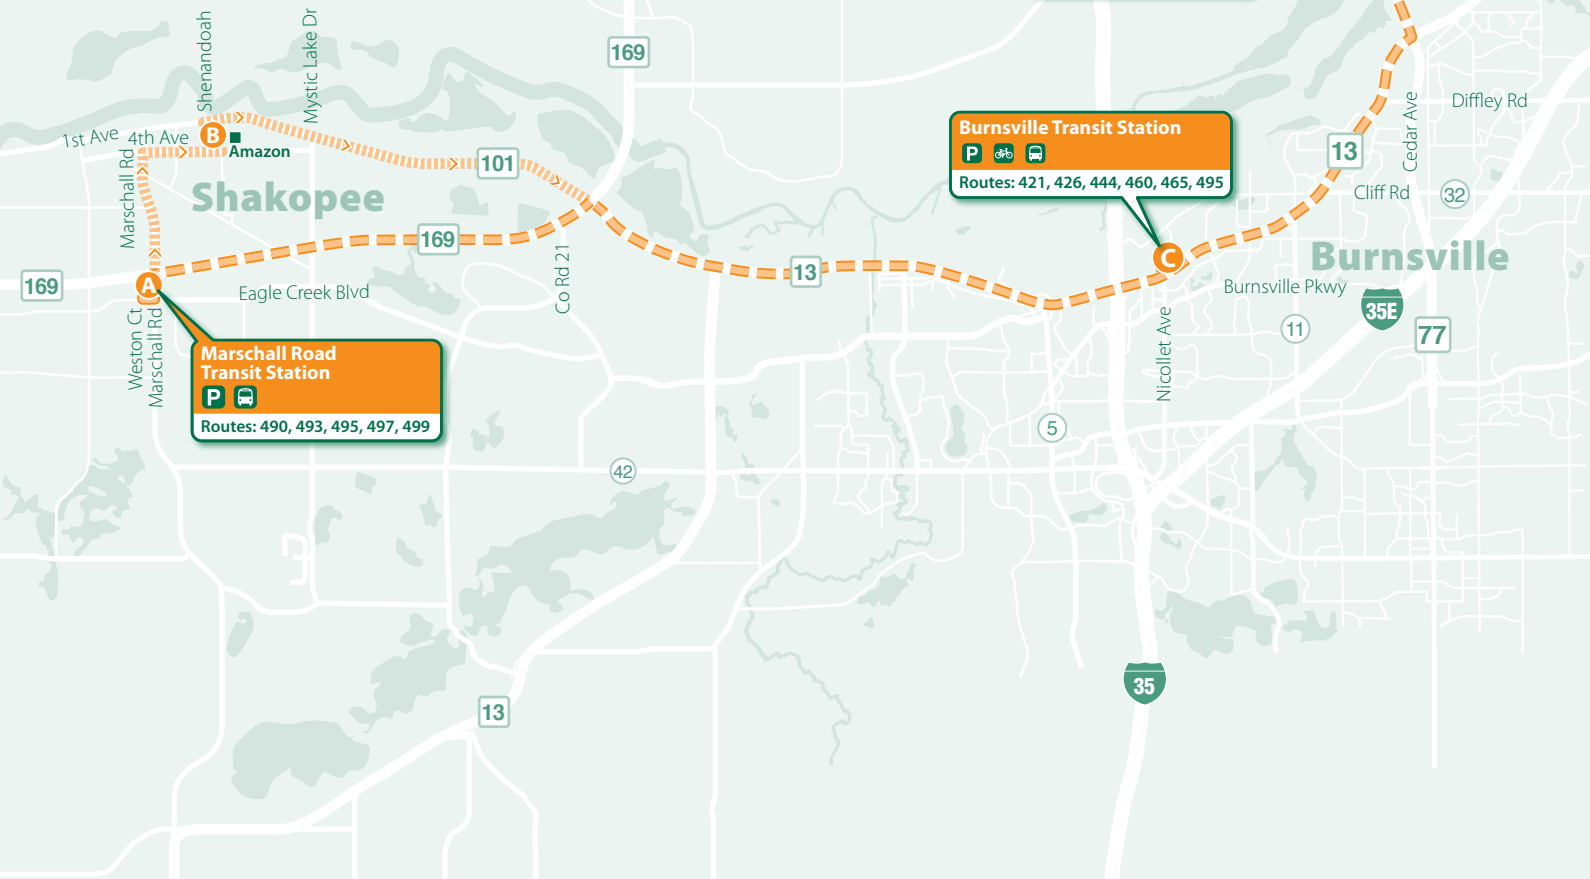 Shenandoah
Mystic Lake Dr
169
1st Ave
4th Ave
B
Amazon
Marschall Rd
101
Shakopee
169
169
A
Eagle Creek Blvd
Co Rd 21
Weston Ct
Marschall Rd
Marschall Road
Transit Station
P
Routes: 490, 493, 495, 497, 499
13
Burnsville Transit Station
P
Routes: 421, 426, 444, 460, 465, 495
C
13
Cedar Ave
Diffley Rd
Cliff Rd
32
Burnsville
Burnsville Pkwy
35E
11
77
Nicollet Ave
5
42
35
13